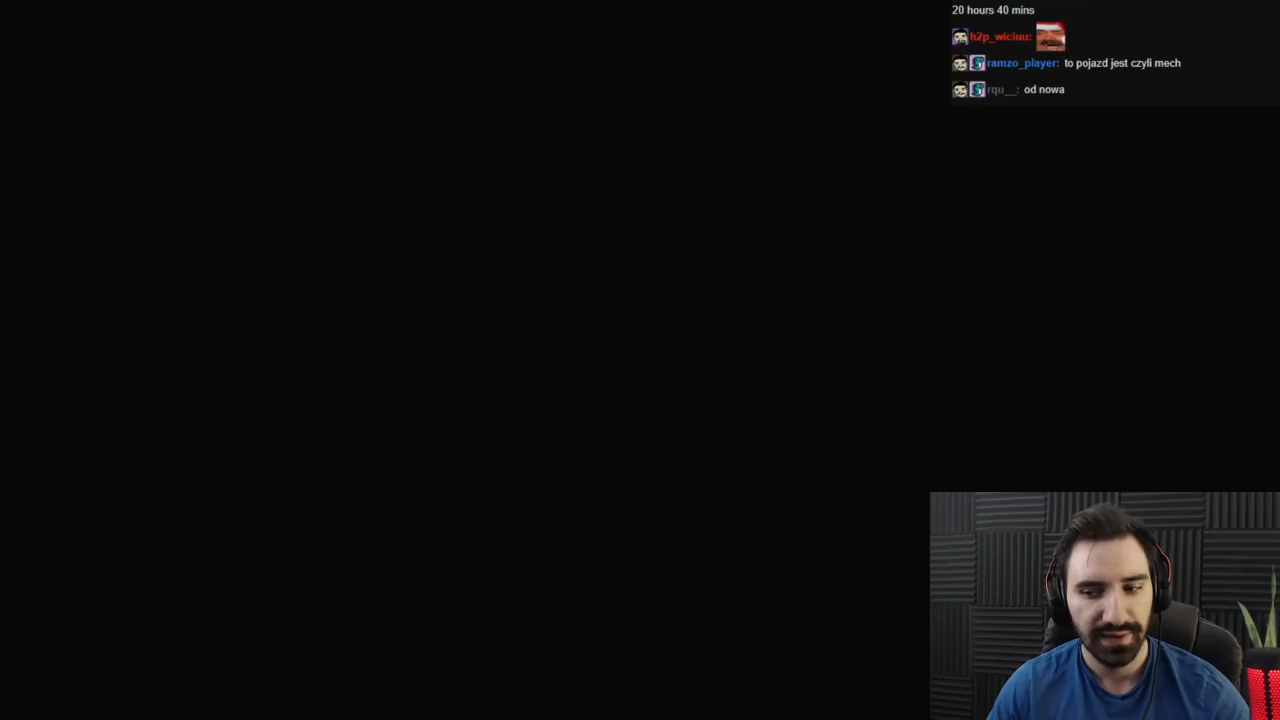 20 hours 40 mins
h2p_wiciuu:
ramzo_player: to pojazd jest czyli mech
rqu__: od nowa